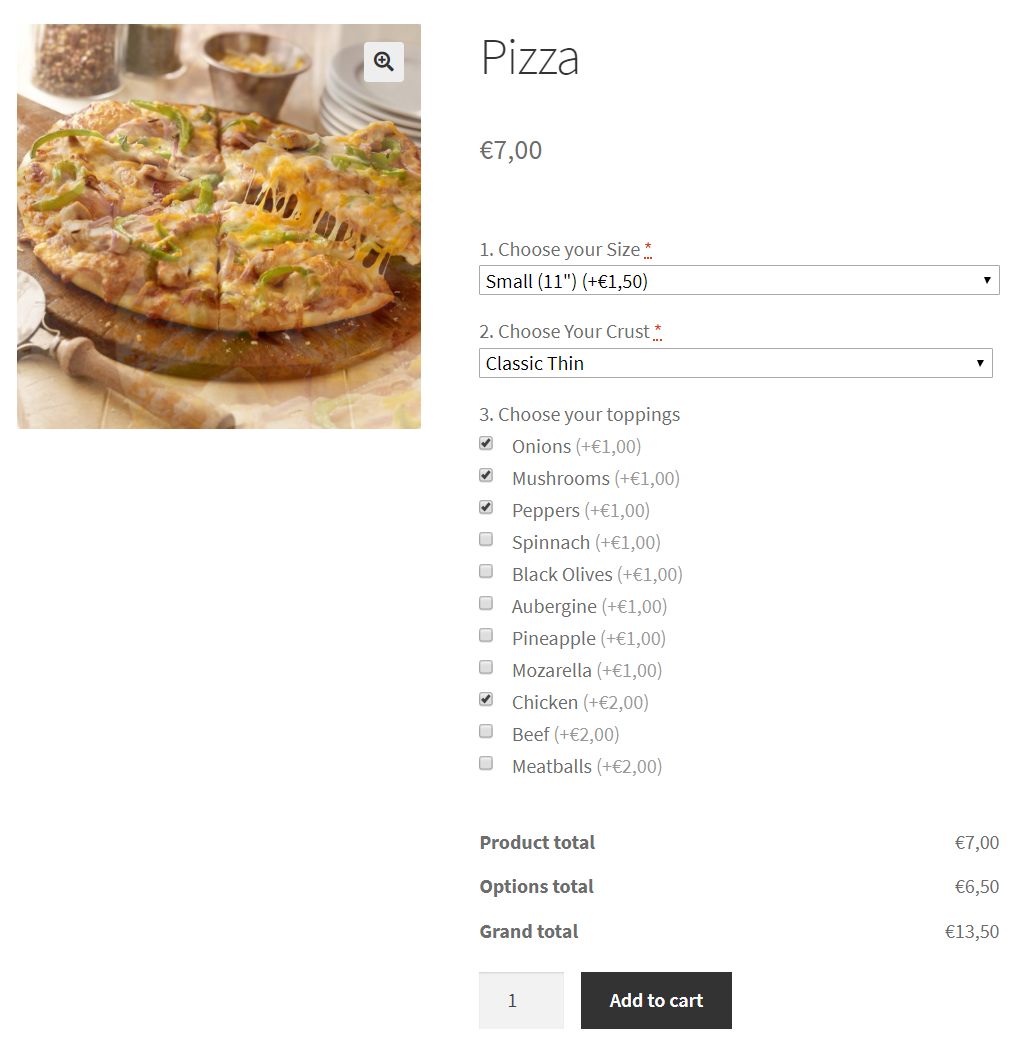 Pizza
€7,00
1. Choose your Size *
Small (11") (+€1,50)
2. Choose Your Crust *
Classic Thin
3. Choose your toppings
Onions (+€1,00)
Mushrooms (+€1,00)
Peppers (+€1,00)
Spinnach (+€1,00)
Black Olives (+€1,00)
Aubergine (+€1,00)
Pineapple (+€1,00)
Mozarella (+€1,00)
Chicken (+€2,00)
Beef (+€2,00)
Meatballs (+€2,00)
Product total €7,00
Options total €6,50
Grand total €13,50
1 Add to cart